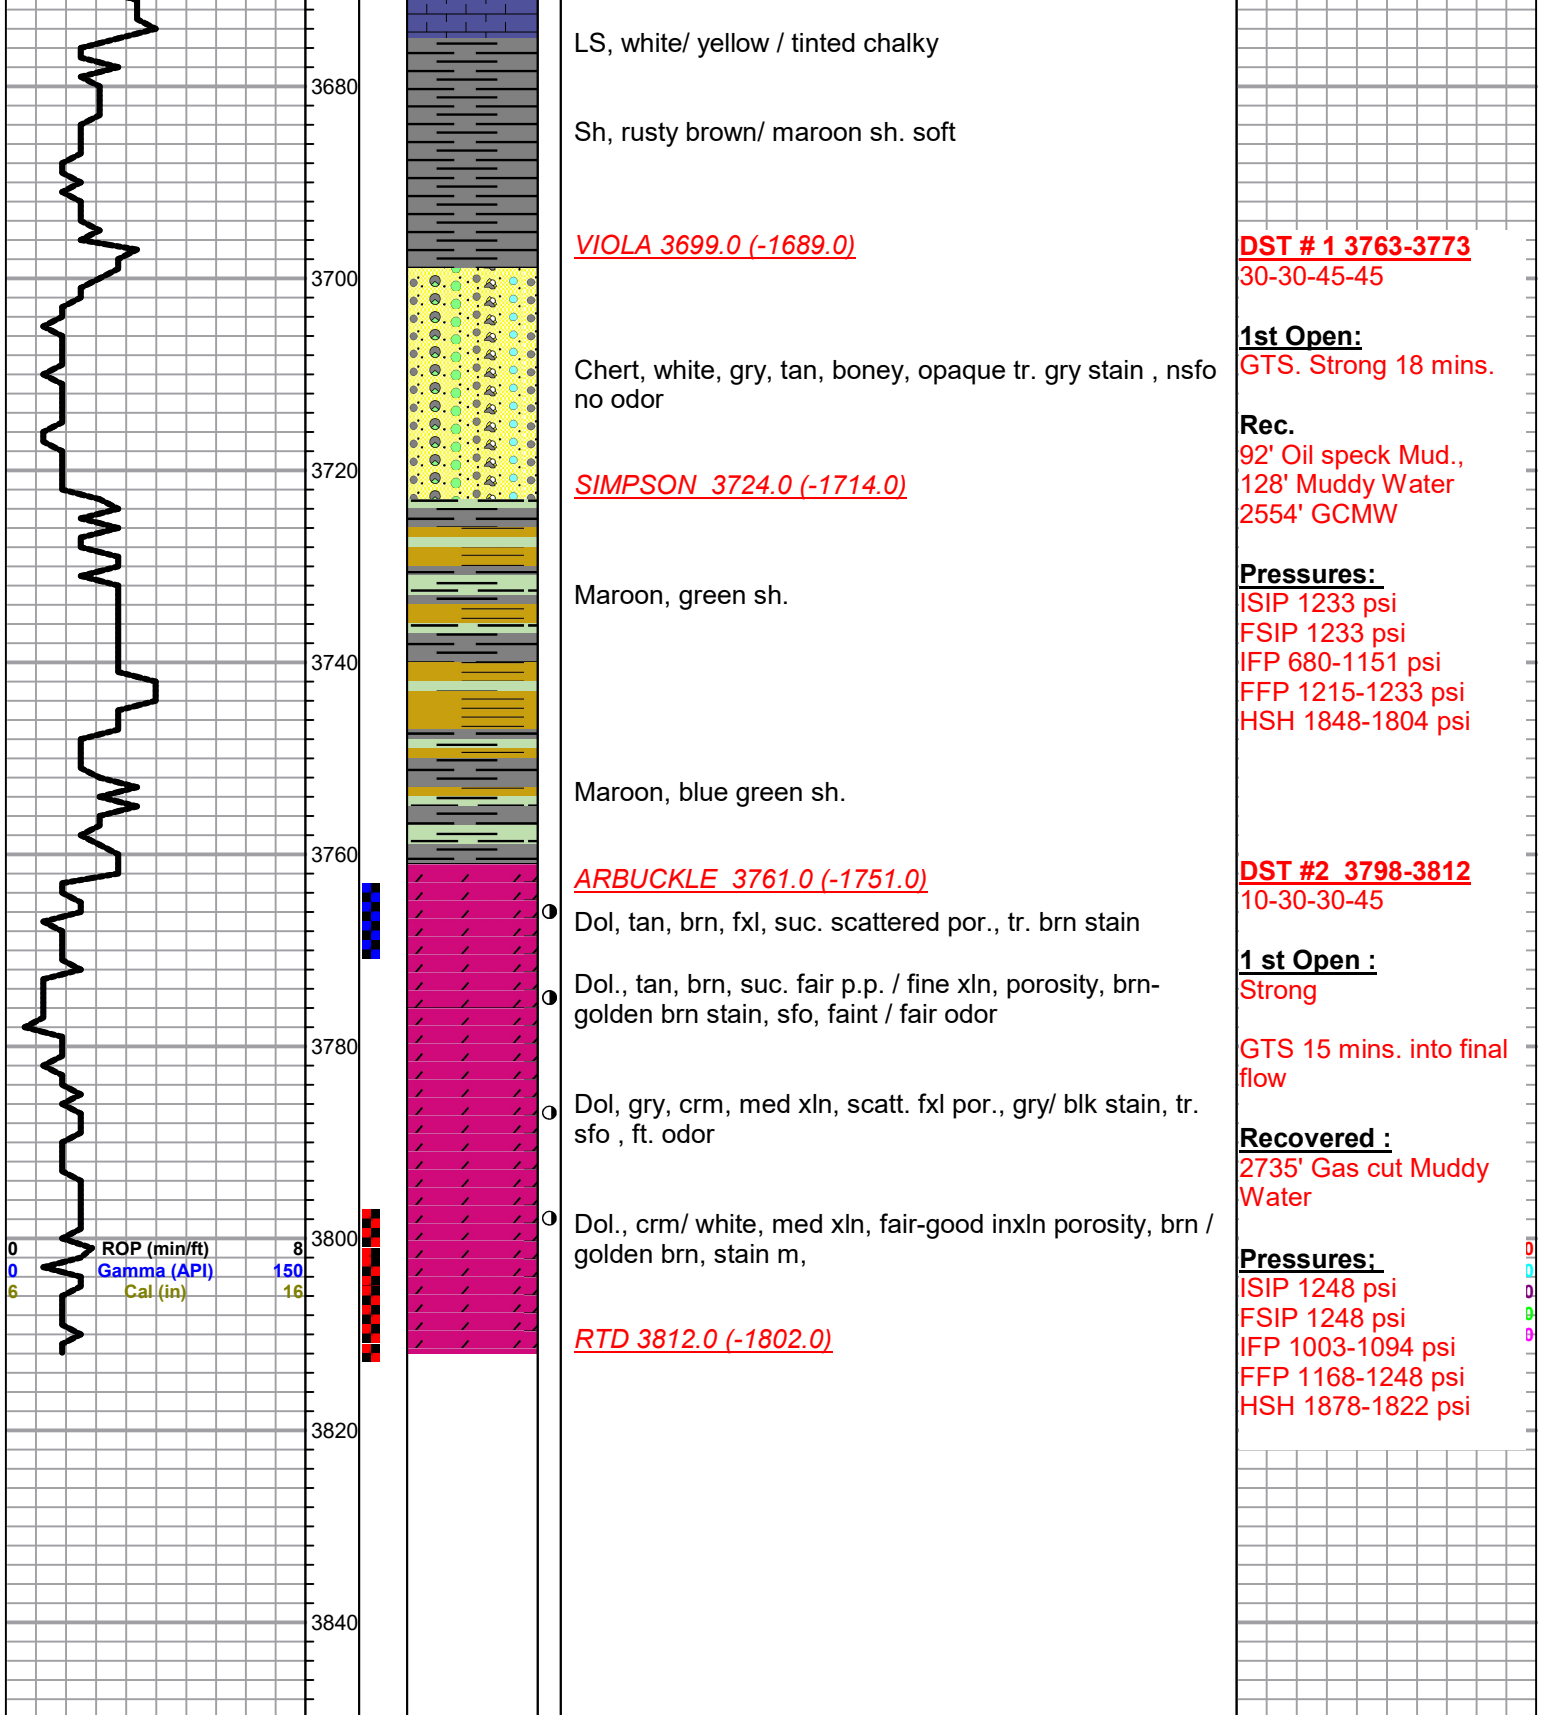 LS, white/ yellow / tinted chalky
3680
Sh, rusty brown/ maroon sh. soft
VIOLA 3699.0 (-1689.0)
3700
Chert, white, gry, tan, boney, opaque tr. gry stain , nsfo
no odor
3720
SIMPSON 3724.0 (-1714.0)
Maroon, green sh.
3740
Maroon, blue green sh.
3760
ARBUCKLE 3761.0 (-1751.0)
Dol, tan, brn, fxl, suc. scattered por., tr. brn stain
Dol., tan, brn, suc. fair p.p. / fine xln, porosity, brn-
golden brn stain, sfo, faint / fair odor
3780
Dol, gry, crm, med xln, scatt. fxl por., gry/ blk stain, tr.
sfo , ft. odor
3800
Dol., crm/ white, med xln, fair-good inxln porosity, brn /
golden brn, stain m,
0 ROP (min/ft) 8
0 Gamma (API) 150
6 Cal (in) 16
RTD 3812.0 (-1802.0)
3820
3840
DST # 1 3763-3773
30-30-45-45
1st Open:
GTS. Strong 18 mins.
Rec.
92' Oil speck Mud.,
128' Muddy Water
2554' GCMW
Pressures:
ISIP 1233 psi
FSIP 1233 psi
IFP 680-1151 psi
FFP 1215-1233 psi
HSH 1848-1804 psi
DST #2 3798-3812
10-30-30-45
1 st Open :
Strong
GTS 15 mins. into final
flow
Recovered :
2735' Gas cut Muddy
Water
Pressures;
ISIP 1248 psi
FSIP 1248 psi
IFP 1003-1094 psi
FFP 1168-1248 psi
HSH 1878-1822 psi